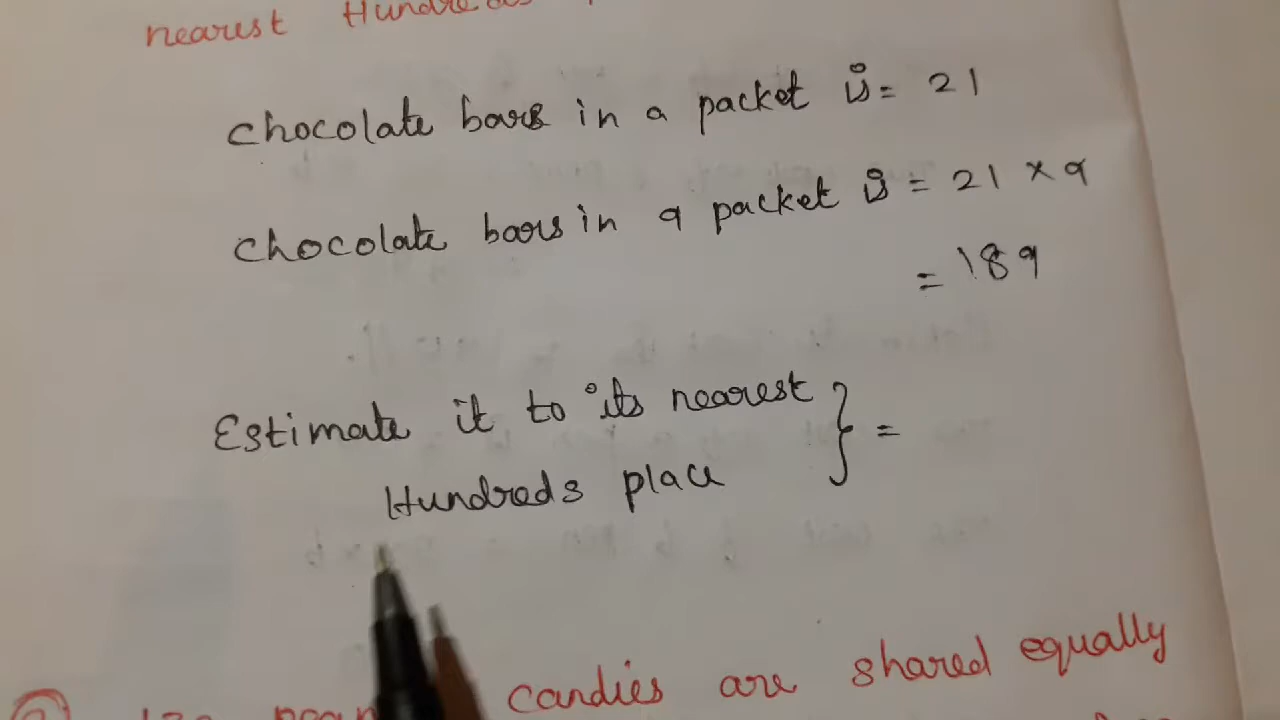 nearest Hundreds
chocolate bars in a packet is = 21
chocolate bars in 9 packet is = 21 × 9
= 189
Estimate it to its nearest } =
Hundreds place
candies are shared equally